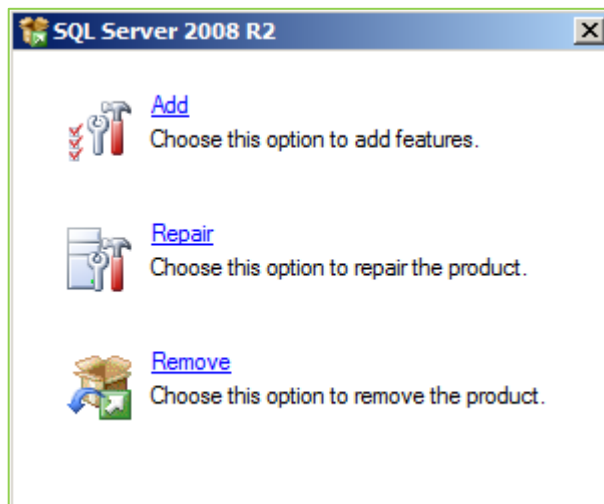 SQL Server 2008 R2
Add
Choose this option to add features.
Repair
Choose this option to repair the product.
Remove
Choose this option to remove the product.